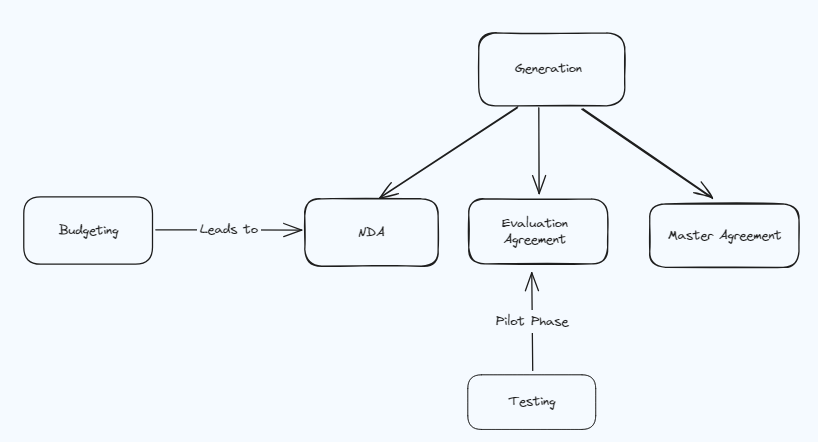 Generation
Budgeting
Leads to
NDA
Evaluation
Agreement
Master Agreement
Pilot Phase
Testing